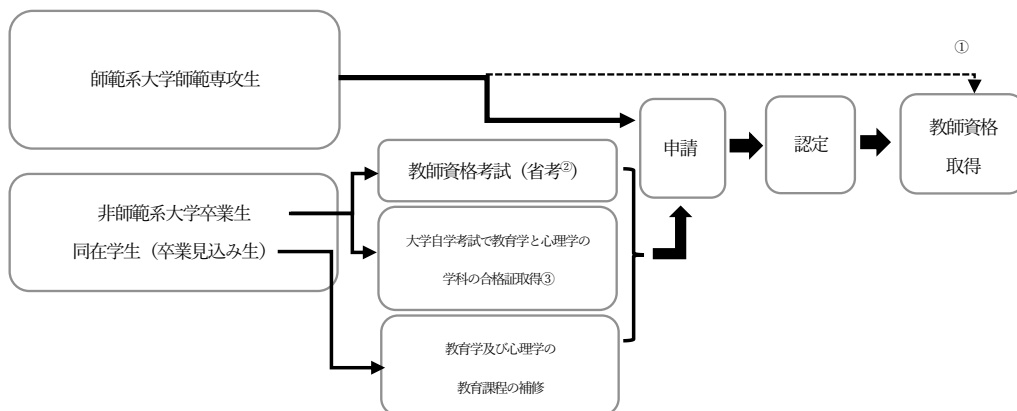 ①
師範系大学師範専攻生
申請
認定
教師資格
取得
教師資格考試（省考②）
非師範系大学卒業生
同在学生（卒業見込み生）
大学自学考試で教育学と心理学の
学科の合格証取得③
教育学及び心理学の
教育課程の補修